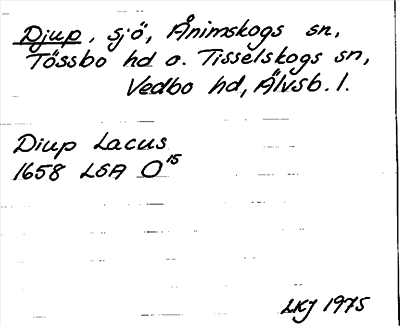 Djup, sjö, Ånimskogs sn,
Tössbo hd o. Tisselskogs sn,
Vedbo hd, Älvsb. l.
Diup Lacus
1658 LSA O15
LKJ 1975